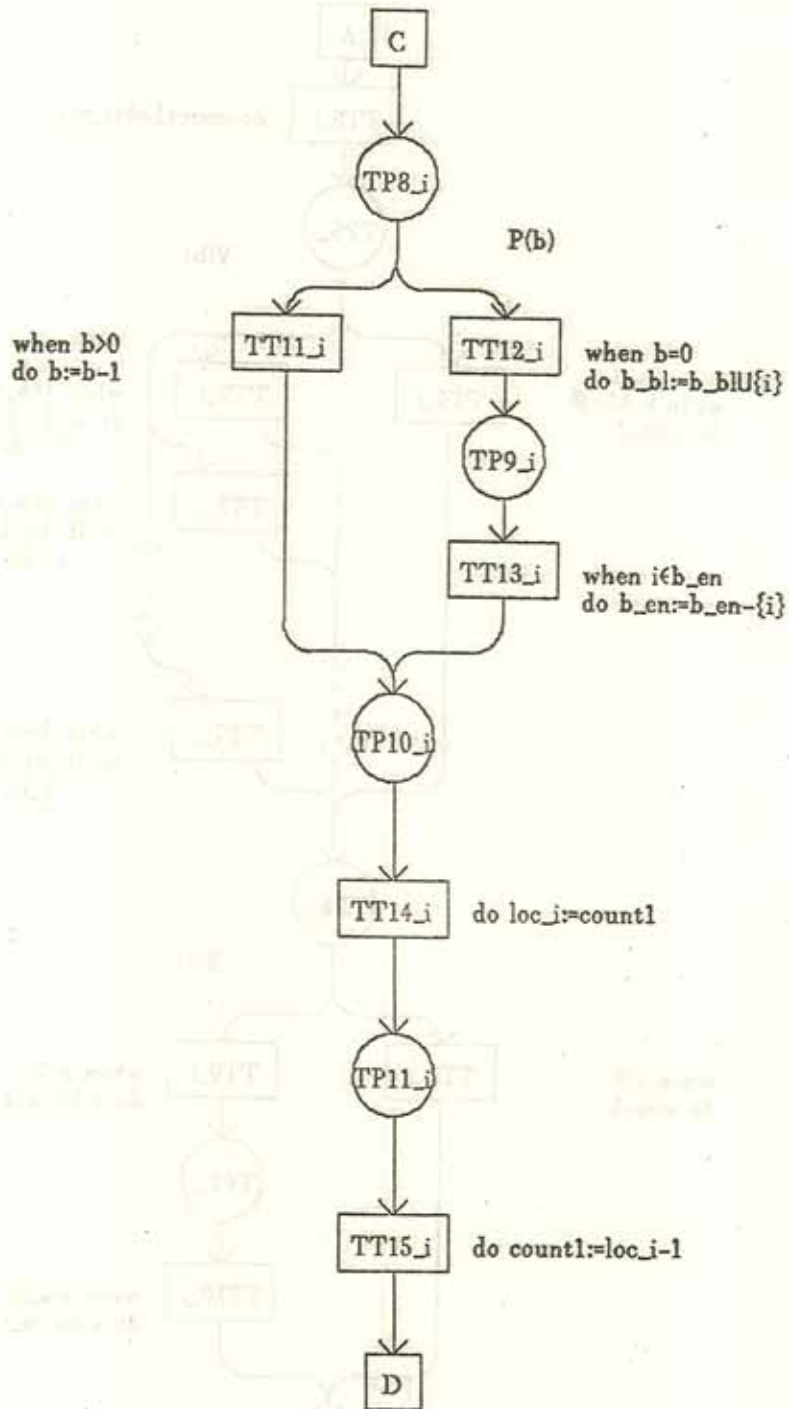 C
TP8_i
P(b)
when b>0
do b:=b-1
TT11_i
TT12_i
when b=0
do b_bl:=b_bl∪{i}
TP9_i
TT13_i
when i∈b_en
do b_en:=b_en-{i}
TP10_i
TT14_i
do loc_i:=count1
TP11_i
TT15_i
do count1:=loc_i-1
D